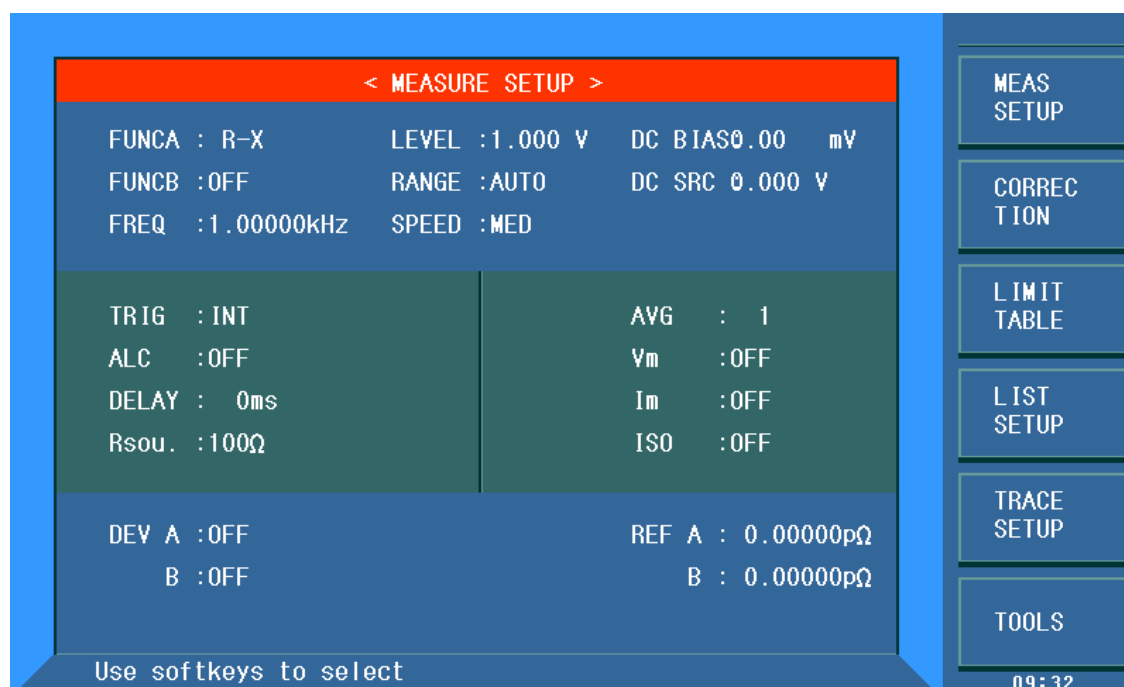 < MEASURE SETUP >
FUNCA : R-X LEVEL :1.000 V DC BIAS0.00 mV
FUNCB :OFF RANGE :AUTO DC SRC 0.000 V
FREQ :1.00000kHz SPEED :MED
TRIG :INT AVG : 1
ALC :OFF Vm :OFF
DELAY : 0ms Im :OFF
Rsou. :100Ω ISO :OFF
DEV A :OFF REF A : 0.00000pΩ
B :OFF B : 0.00000pΩ
Use softkeys to select
MEAS
SETUP
CORREC
TION
LIMIT
TABLE
LIST
SETUP
TRACE
SETUP
TOOLS
09:32